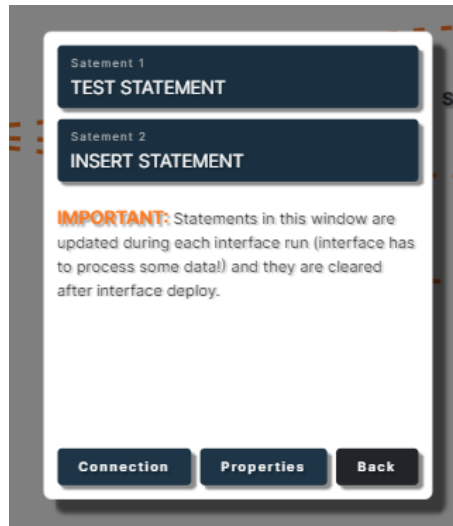 Satement 1
TEST STATEMENT
S
Satement 2
INSERT STATEMENT
IMPORTANT: Statements in this window are
updated during each interface run (interface has
to process some data!) and they are cleared
after interface deploy.
Connection Properties Back